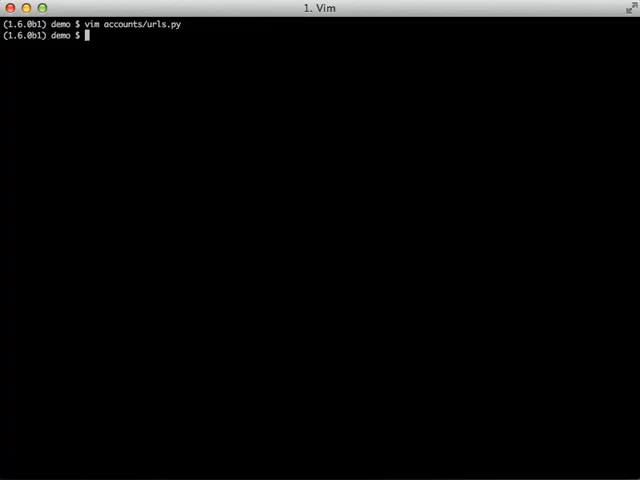 1. Vim
(1.6.0b1) demo $ vim accounts/urls.py
(1.6.0b1) demo $